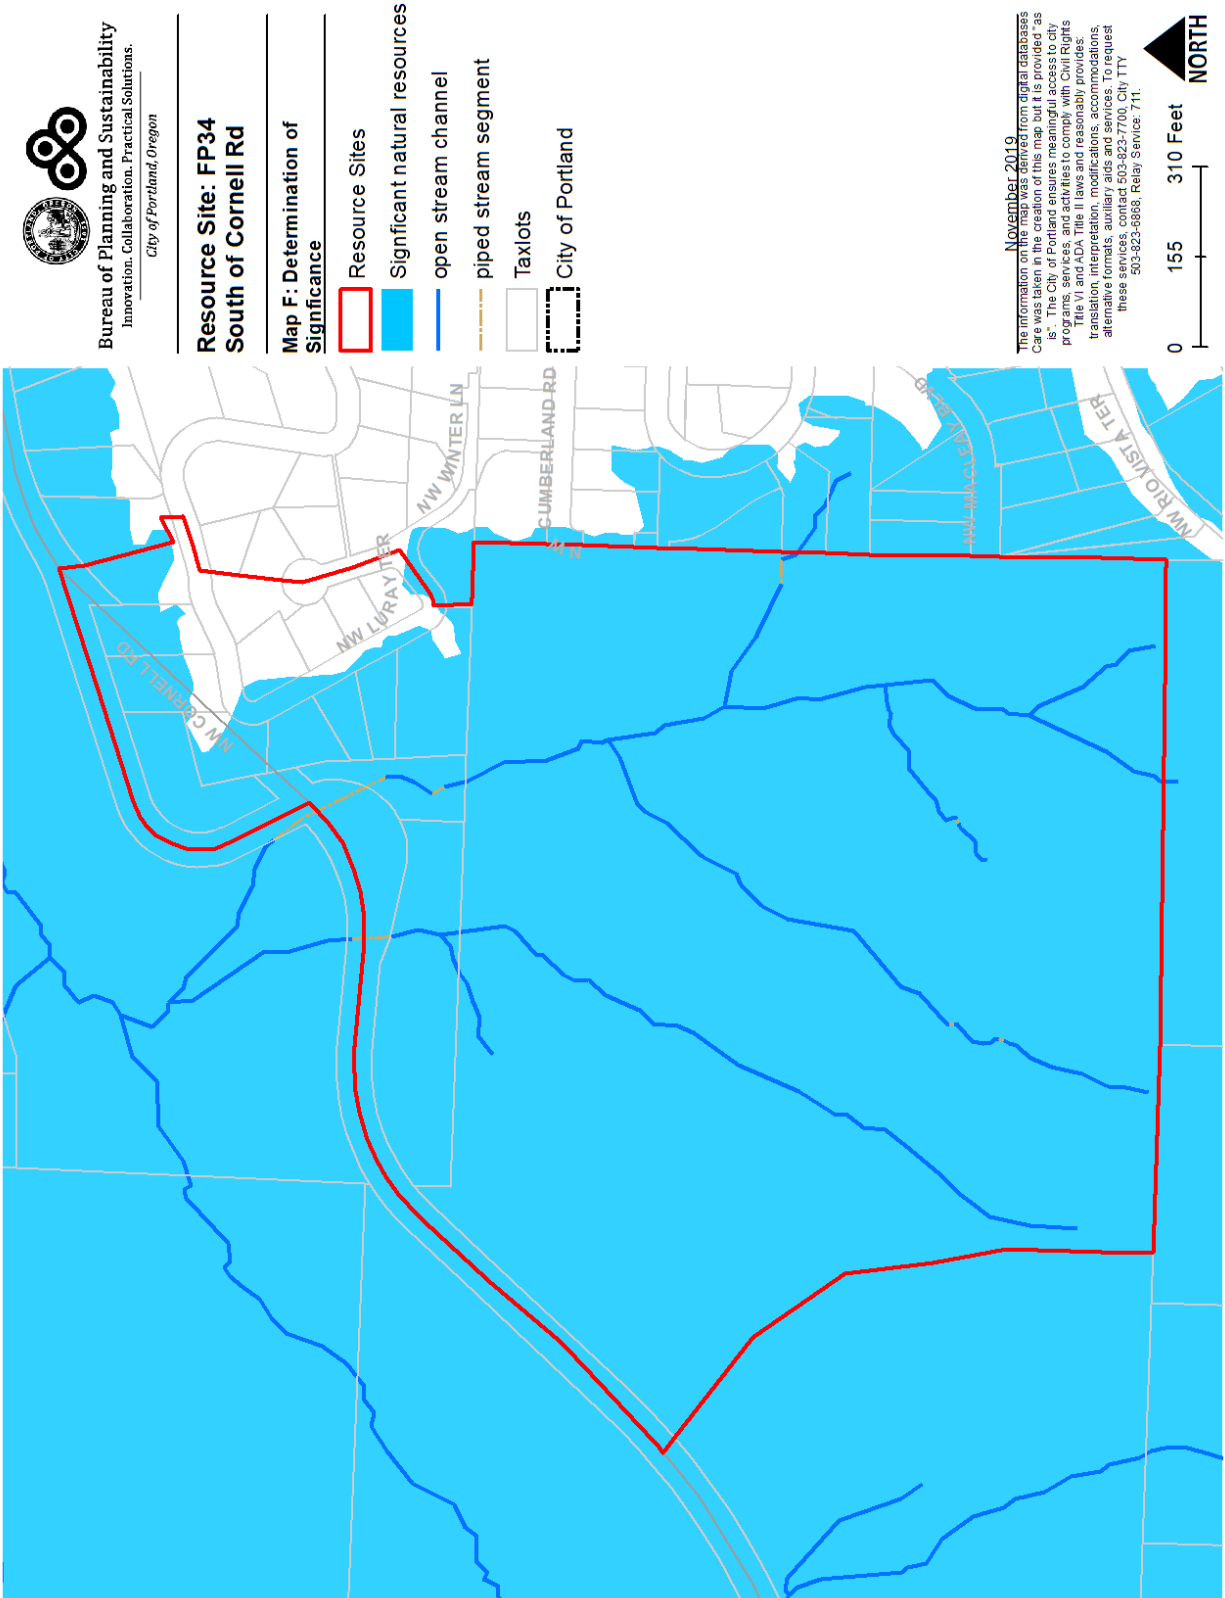 Bureau of Planning and Sustainability
Innovation. Collaboration. Practical Solutions.
City of Portland, Oregon
Resource Site: FP34
South of Cornell Rd
Map F: Determination of
Signficance
Resource Sites
Signficant natural resources
open stream channel
piped stream segment
Taxlots
City of Portland
November 2019
The information on the map was derived from digital databases
Care was taken in the creation of this map but it is provided "as
is". The City of Portland ensures meaningful access to city
programs, services, and activities to comply with Civil Rights
Title VI and ADA Title II laws and reasonably provides:
translation, interpretation, modifications, accommodations,
alternative formats, auxiliary aids and services. To request
these services, contact 503-823-7700, City TTY
503-823-6868, Relay Service: 711.
0 155 310 Feet
NORTH
NW CORNELL RD
NW LURAY TER
NW WINTER LN
NW CUMBERLAND RD
NW MACLEAY BLVD
NW RIO VISTA TER